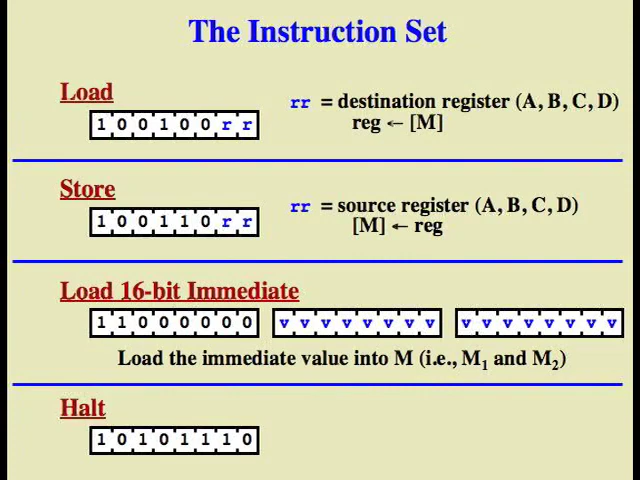 The Instruction Set
Load
rr = destination register (A, B, C, D)
1 0 0 1 0 0 r r
reg ← [M]
Store
rr = source register (A, B, C, D)
1 0 0 1 1 0 r r
[M] ← reg
Load 16-bit Immediate
1 1 0 0 0 0 0 0 v v v v v v v v v v v v v v v v
Load the immediate value into M (i.e., M1 and M2)
Halt
1 0 1 0 1 1 1 0